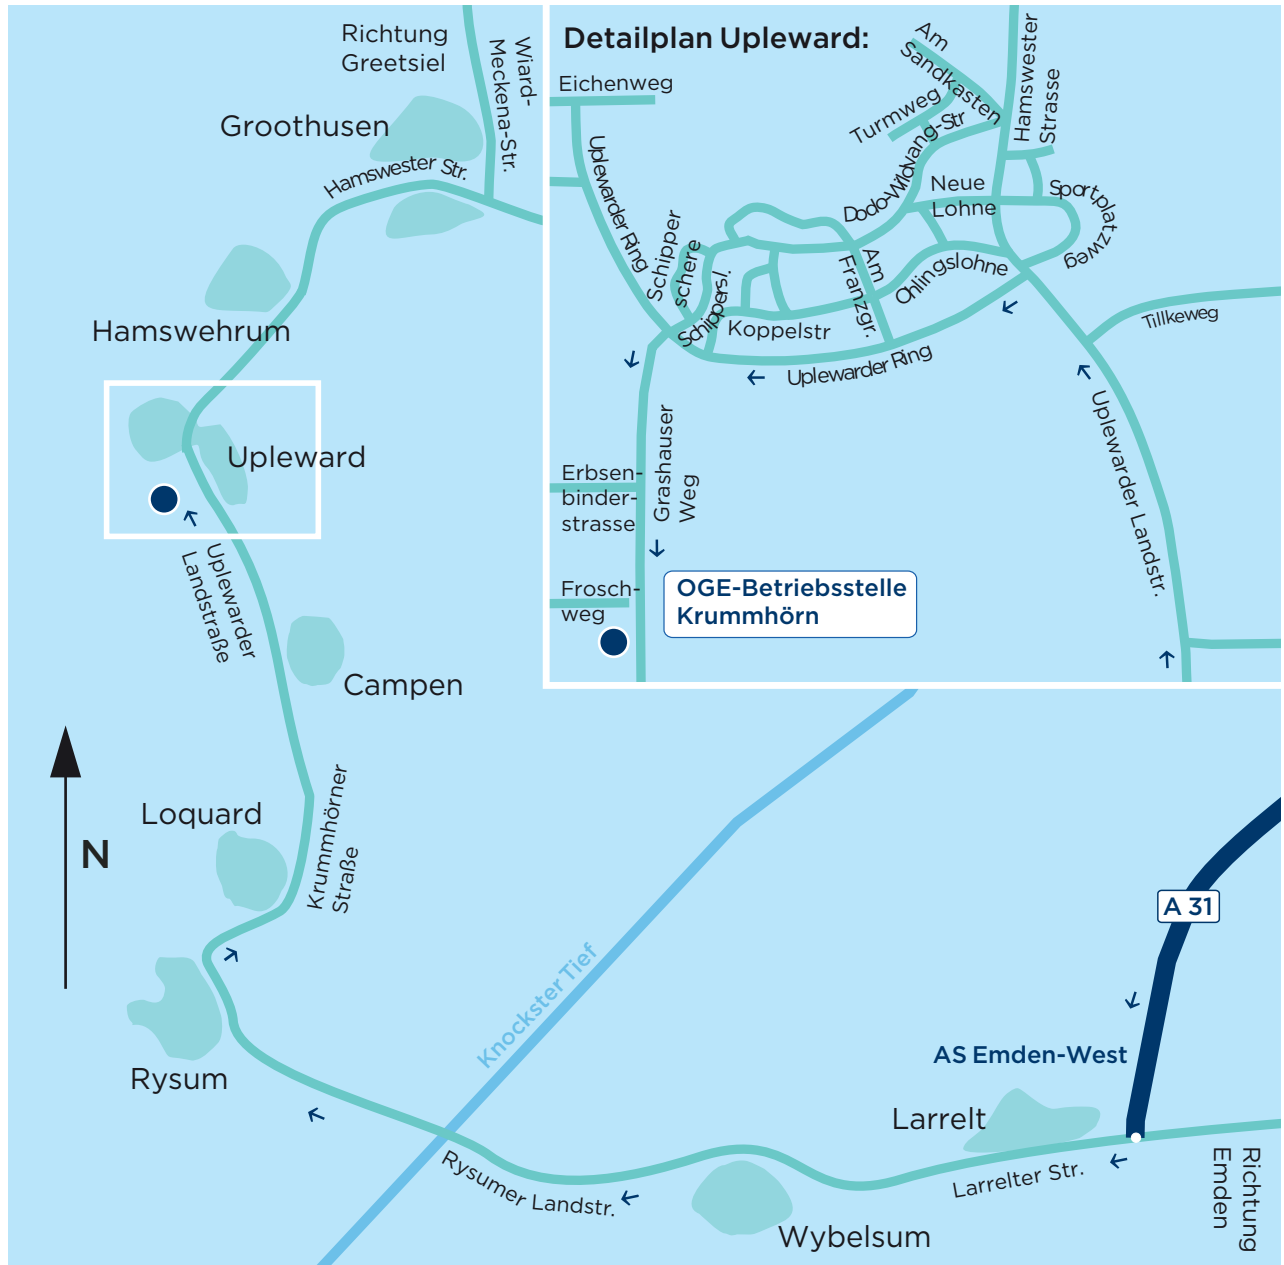 Richtung
Greetsiel
Wiard-
Meckena-Str.
Groothusen
Hamswester Str.
Hamswehrum
Upleward
Uplewarder
Landstraße
Campen
Loquard
Krummhörner
Straße
N
Rysum
Knockster Tief
Rysumer Landstr.
Wybelsum
Larrelt
Larrelter Str.
AS Emden-West
A 31
Richtung
Emden
Detailplan Upleward:
Eichenweg
Uplewarder Ring
Am
Sandkasten
Turmweg
Dodo-Wildvang-Str
Hamswester
Strasse
Neue
Lohne
Sportplatzweg
Schipper
schere
Schippersl.
Am
Franzgr.
Ohlingslohne
Koppelstr
Uplewarder Ring
Tillkeweg
Uplewarder Landstr.
Grashauser
Weg
Erbsen-
binder-
strasse
Frosch-
weg
OGE-Betriebsstelle
Krummhörn